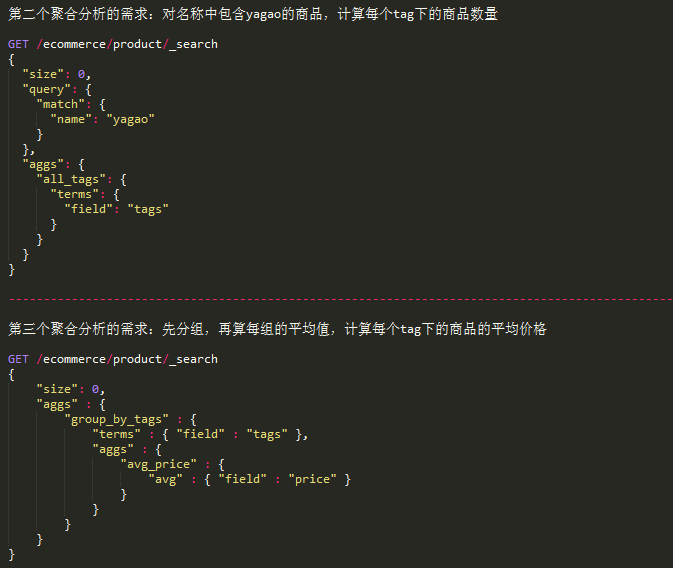 第二个聚合分析的需求：对名称中包含yagao的商品，计算每个tag下的商品数量
GET /ecommerce/product/_search
{
  "size": 0,
  "query": {
    "match": {
      "name": "yagao"
    }
  },
  "aggs": {
    "all_tags": {
      "terms": {
        "field": "tags"
      }
    }
  }
}
--------------------------------------------------------------------------------------------
第三个聚合分析的需求：先分组，再算每组的平均值，计算每个tag下的商品的平均价格
GET /ecommerce/product/_search
{
    "size": 0,
    "aggs" : {
        "group_by_tags" : {
            "terms" : { "field" : "tags" },
            "aggs" : {
                "avg_price" : {
                    "avg" : { "field" : "price" }
                }
            }
        }
    }
}